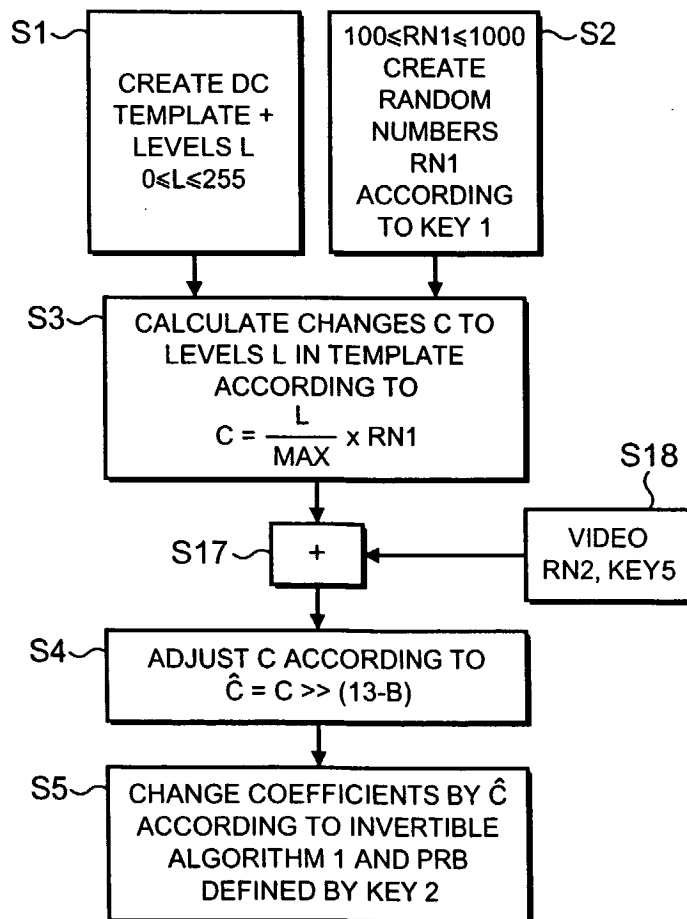 S1
CREATE DC
TEMPLATE +
LEVELS L
0≤L≤255
S2
100≤RN1≤1000
CREATE
RANDOM
NUMBERS
RN1
ACCORDING
TO KEY 1
S3
CALCULATE CHANGES C TO
LEVELS L IN TEMPLATE
ACCORDING TO
C = L/MAX x RN1
S17
+
S18
VIDEO
RN2, KEY5
S4
ADJUST C ACCORDING TO
Ĉ = C >> (13-B)
S5
CHANGE COEFFICIENTS BY Ĉ
ACCORDING TO INVERTIBLE
ALGORITHM 1 AND PRB
DEFINED BY KEY 2